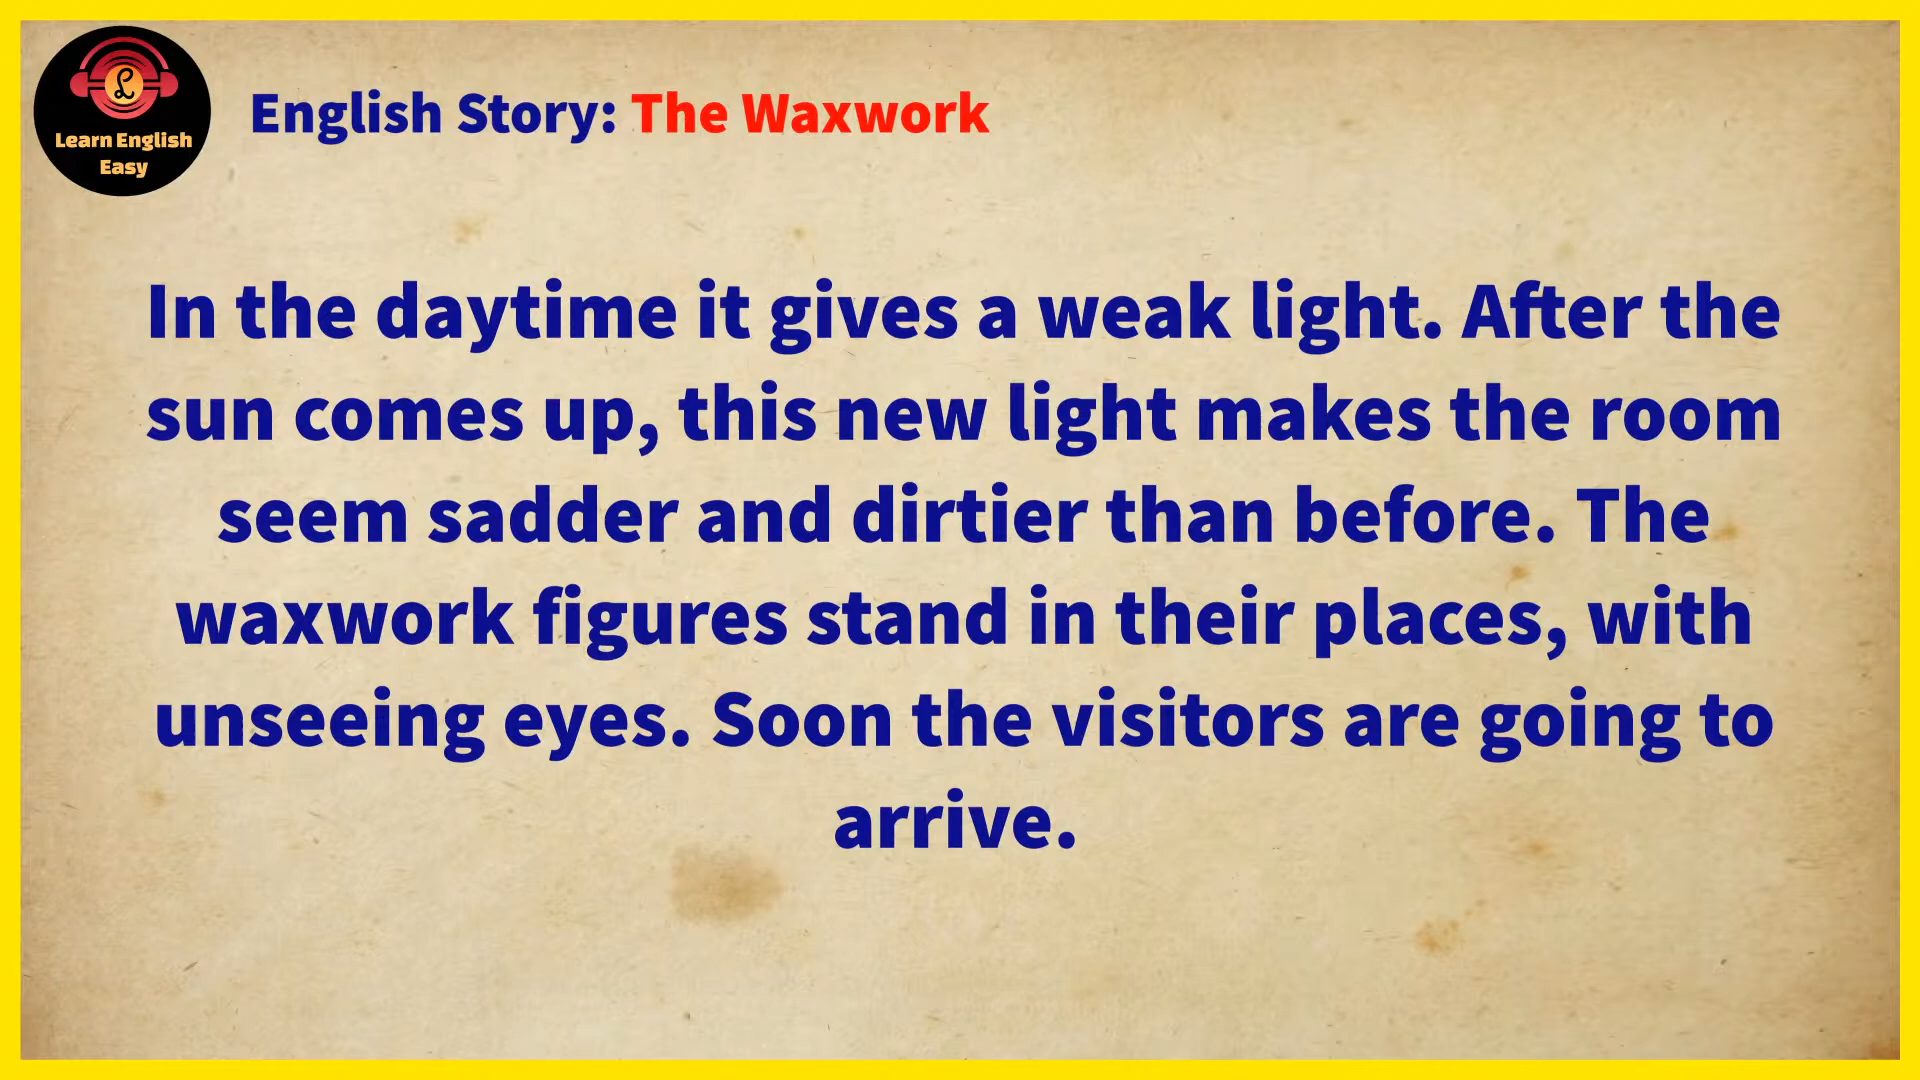 Learn English
Easy
English Story: The Waxwork
In the daytime it gives a weak light. After the
sun comes up, this new light makes the room
seem sadder and dirtier than before. The
waxwork figures stand in their places, with
unseeing eyes. Soon the visitors are going to
arrive.